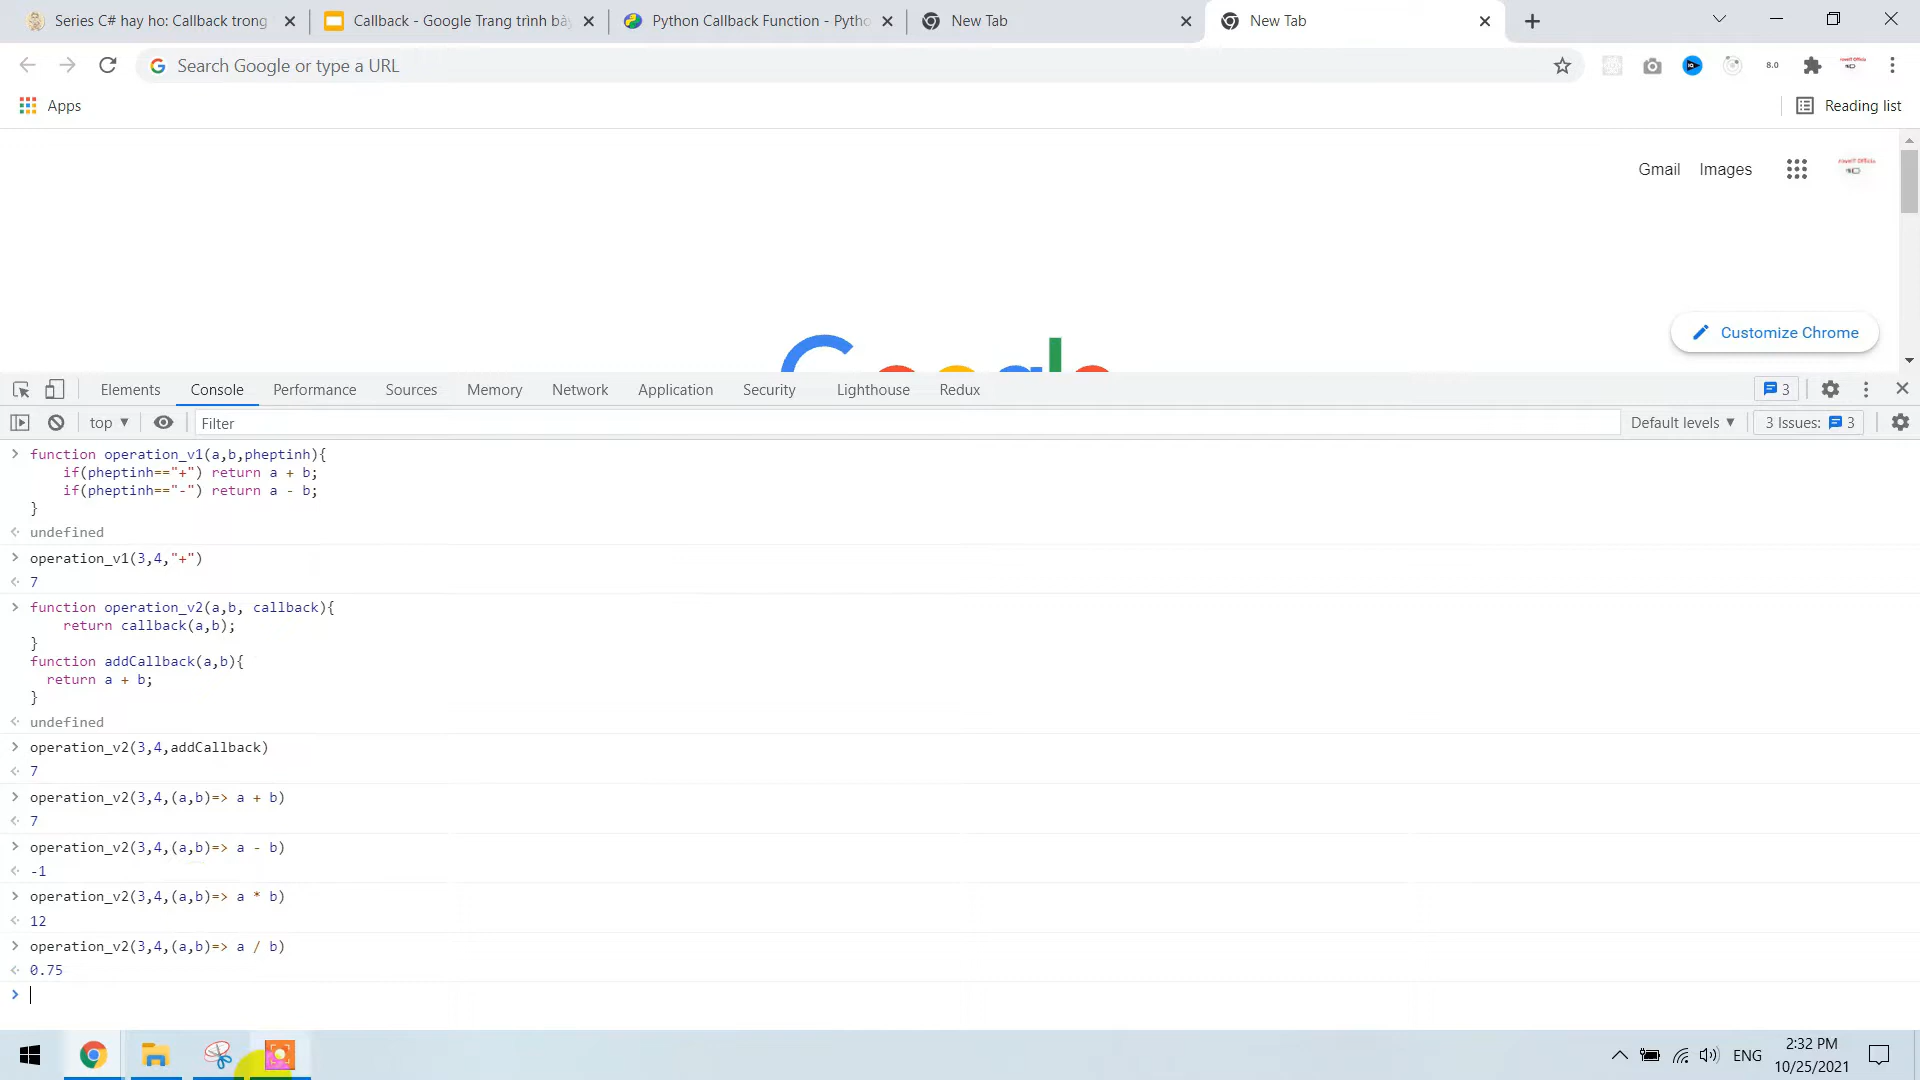 Series C# hay ho: Callback trong
Callback - Google Trang trình bày
Python Callback Function - Pytho
New Tab
New Tab
Search Google or type a URL
8.0
Apps
Reading list
Gmail
Images
Customize Chrome
Elements
Console
Performance
Sources
Memory
Network
Application
Security
Lighthouse
Redux
3
top
Filter
Default levels
3 Issues:
3
function operation_v1(a,b,pheptinh){
if(pheptinh=="+") return a + b;
if(pheptinh=="-") return a - b;
}
undefined
operation_v1(3,4,"+")
7
function operation_v2(a,b, callback){
return callback(a,b);
}
function addCallback(a,b){
return a + b;
}
undefined
operation_v2(3,4,addCallback)
7
operation_v2(3,4,(a,b)=> a + b)
7
operation_v2(3,4,(a,b)=> a - b)
-1
operation_v2(3,4,(a,b)=> a * b)
12
operation_v2(3,4,(a,b)=> a / b)
0.75
ENG
2:32 PM
10/25/2021